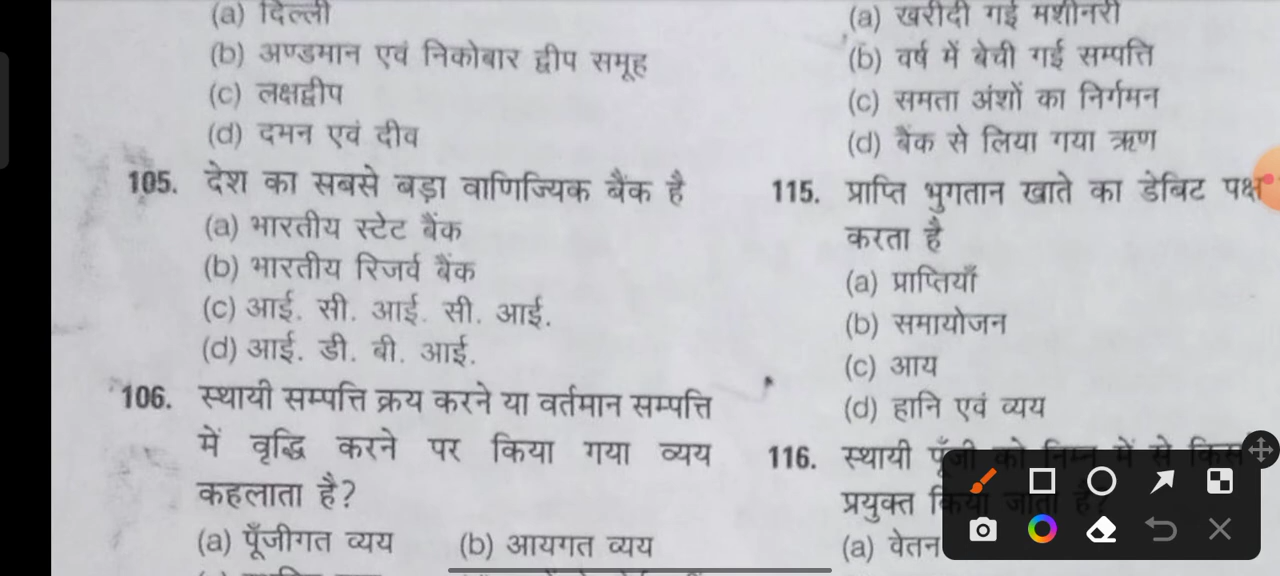 (a) दिल्ली
(b) अण्डमान एवं निकोबार द्वीप समूह
(c) लक्षद्वीप
(d) दमन एवं दीव
105. देश का सबसे बड़ा वाणिज्यिक बैंक है
(a) भारतीय स्टेट बैंक
(b) भारतीय रिजर्व बैंक
(c) आई. सी. आई. सी. आई.
(d) आई. डी. बी. आई.
106. स्थायी सम्पत्ति क्रय करने या वर्तमान सम्पत्ति
में वृद्धि करने पर किया गया व्यय
कहलाता है?
(a) पूँजीगत व्यय (b) आयगत व्यय
(a) खरीदी गई मशीनरी
(b) वर्ष में बेची गई सम्पत्ति
(c) समता अंशों का निर्गमन
(d) बैंक से लिया गया ऋण
115. प्राप्ति भुगतान खाते का डेबिट पक्ष
करता है
(a) प्राप्तियाँ
(b) समायोजन
(c) आय
(d) हानि एवं व्यय
116. स्थायी पूँजी को निम्न में से किस
प्रयुक्त किया जाता है?
(a) वेतन